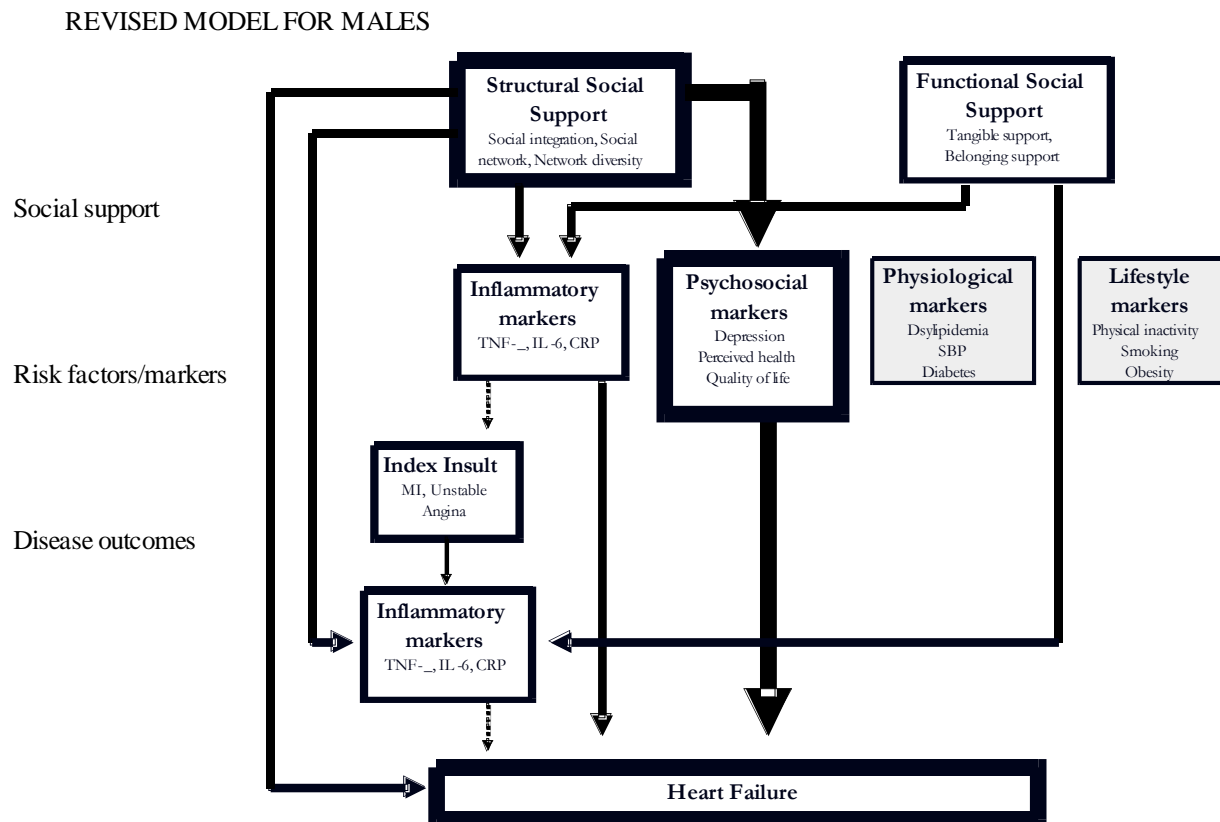 REVISED MODEL FOR MALES
Structural Social
Support
Social integration, Social
network, Network diversity
Functional Social
Support
Tangible support,
Belonging support
Social support
Inflammatory
markers
TNF-_, IL -6, CRP
Psychosocial
markers
Depression
Perceived health
Quality of life
Physiological
markers
Dsylipidemia
SBP
Diabetes
Lifestyle
markers
Physical inactivity
Smoking
Obesity
Risk factors/markers
Index Insult
MI, Unstable
Angina
Disease outcomes
Inflammatory
markers
TNF-_, IL -6, CRP
Heart Failure